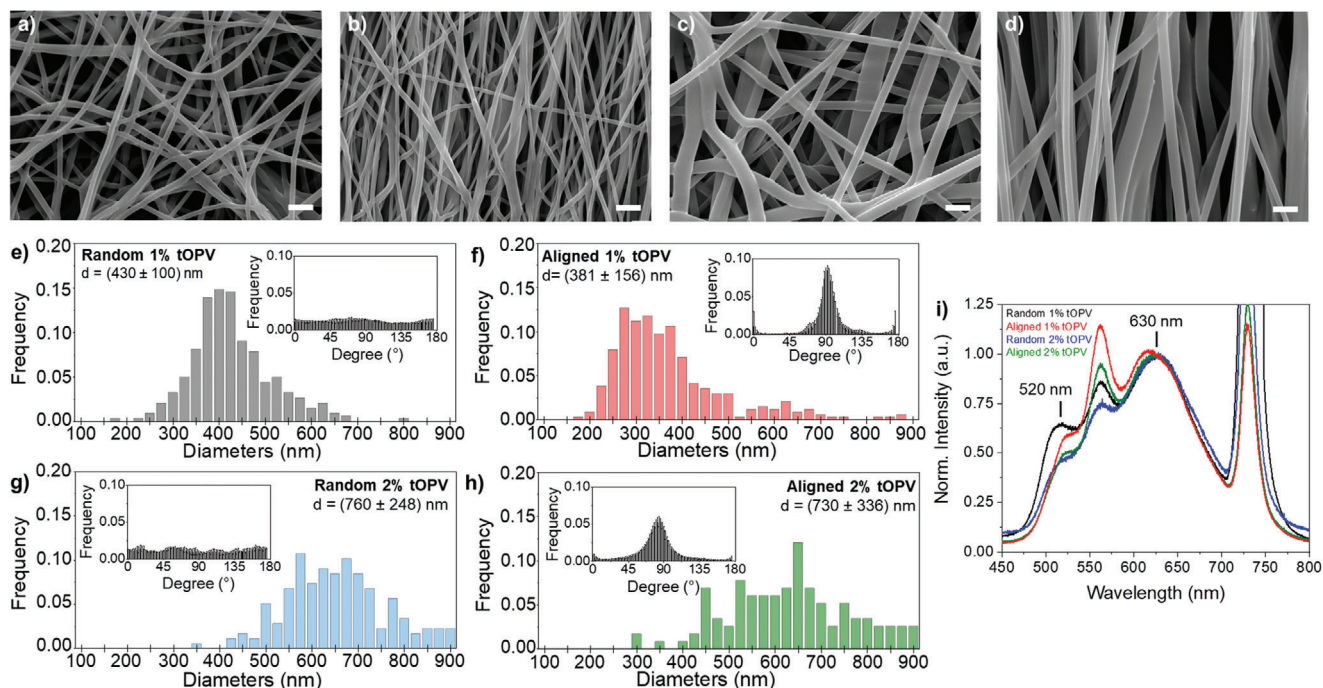 a)
b)
c)
d)
e)
Random 1% tOPV
d = (430 ± 100) nm
Frequency
0.20
0.15
0.10
0.05
0.00
100 200 300 400 500 600 700 800 900
Diameters (nm)
Frequency
0.10
0.05
0.00
0 45 90 135 180
Degree (°)
f)
Aligned 1% tOPV
d= (381 ± 156) nm
Frequency
0.20
0.15
0.10
0.05
0.00
100 200 300 400 500 600 700 800 900
Diameters (nm)
Frequency
0.10
0.05
0.00
0 45 90 135 180
Degree (°)
g)
Random 2% tOPV
d = (760 ± 248) nm
Frequency
0.20
0.15
0.10
0.05
0.00
100 200 300 400 500 600 700 800 900
Diameters (nm)
Frequency
0.10
0.05
0.00
0 45 90 135 180
Degree (°)
h)
Aligned 2% tOPV
d = (730 ± 336) nm
Frequency
0.20
0.15
0.10
0.05
0.00
100 200 300 400 500 600 700 800 900
Diameters (nm)
Frequency
0.10
0.05
0.00
0 45 90 135 180
Degree (°)
i)
Norm. Intensity (a.u.)
1.25
1.00
0.75
0.50
0.25
0.00
Random 1% tOPV
Aligned 1% tOPV
Random 2% tOPV
Aligned 2% tOPV
630 nm
520 nm
450 500 550 600 650 700 750 800
Wavelength (nm)